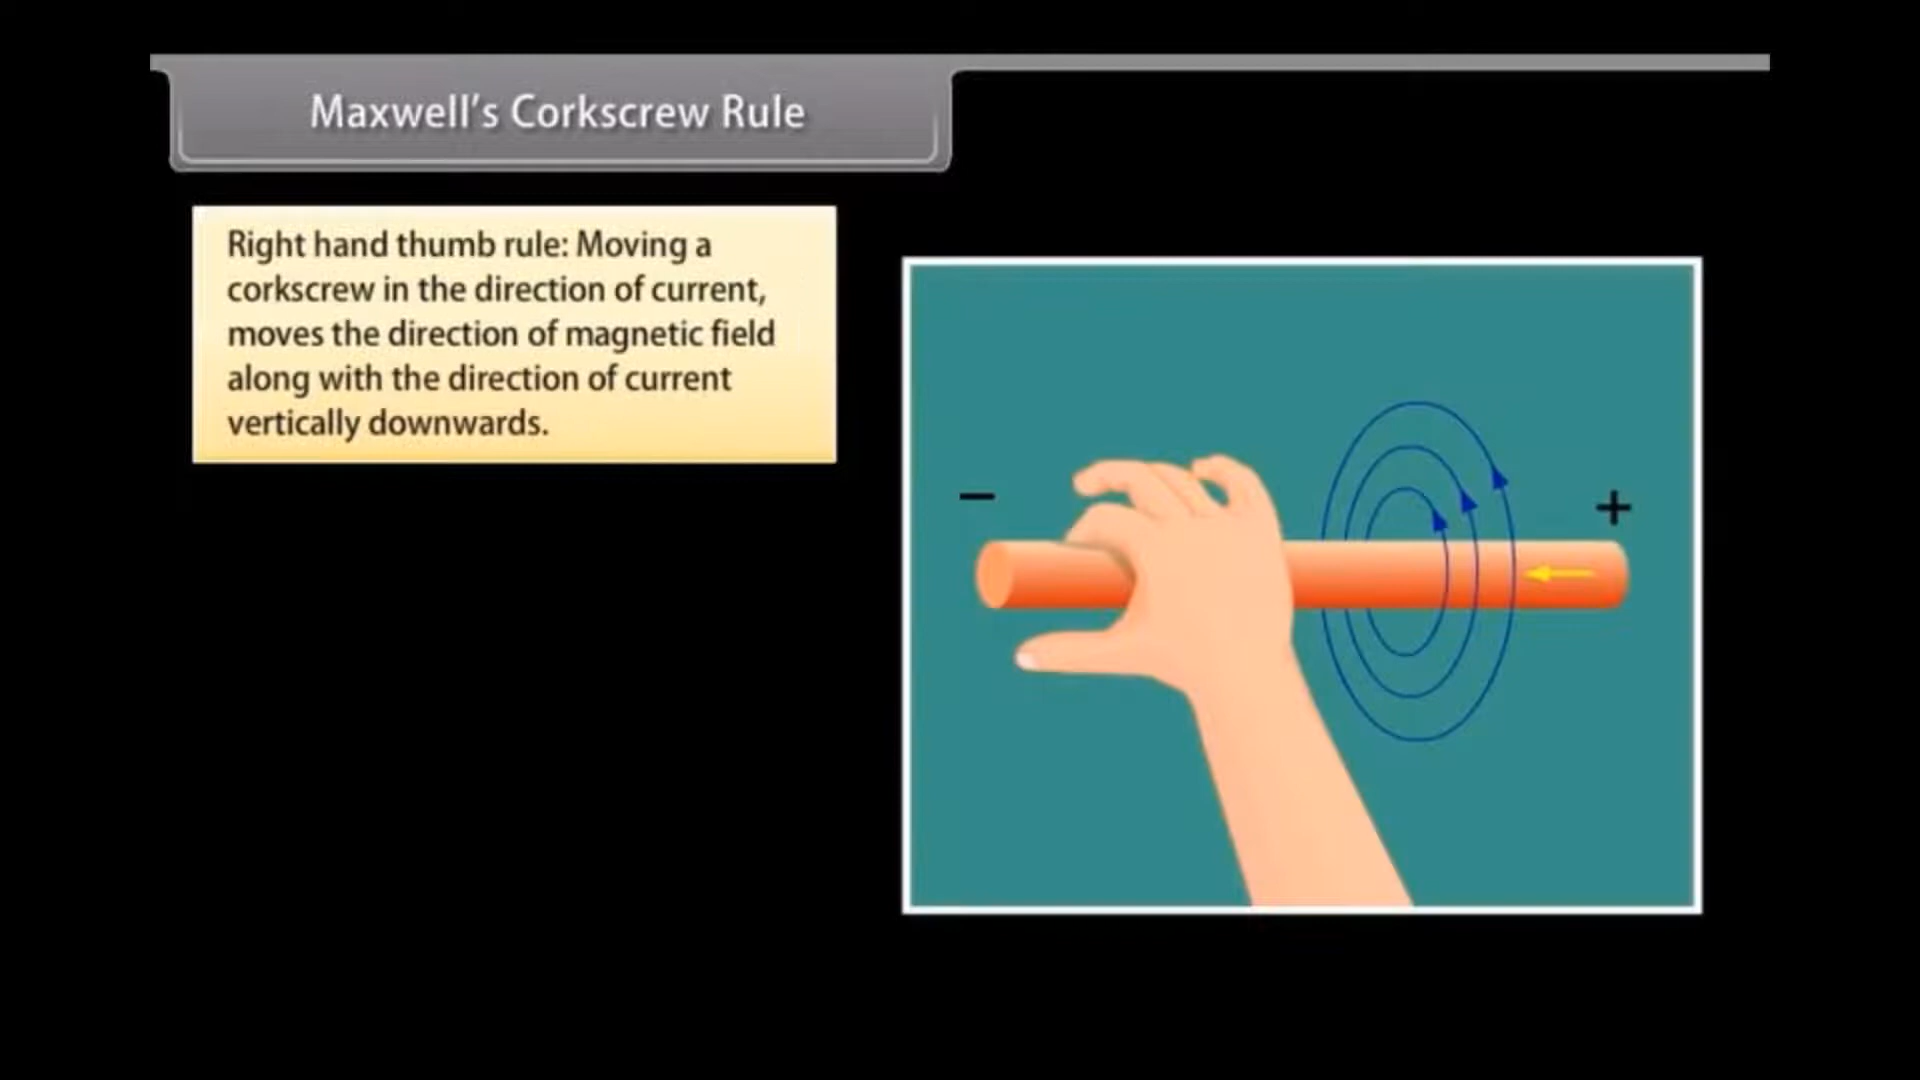 Maxwell's Corkscrew Rule
Right hand thumb rule: Moving a
corkscrew in the direction of current,
moves the direction of magnetic field
along with the direction of current
vertically downwards.
− +